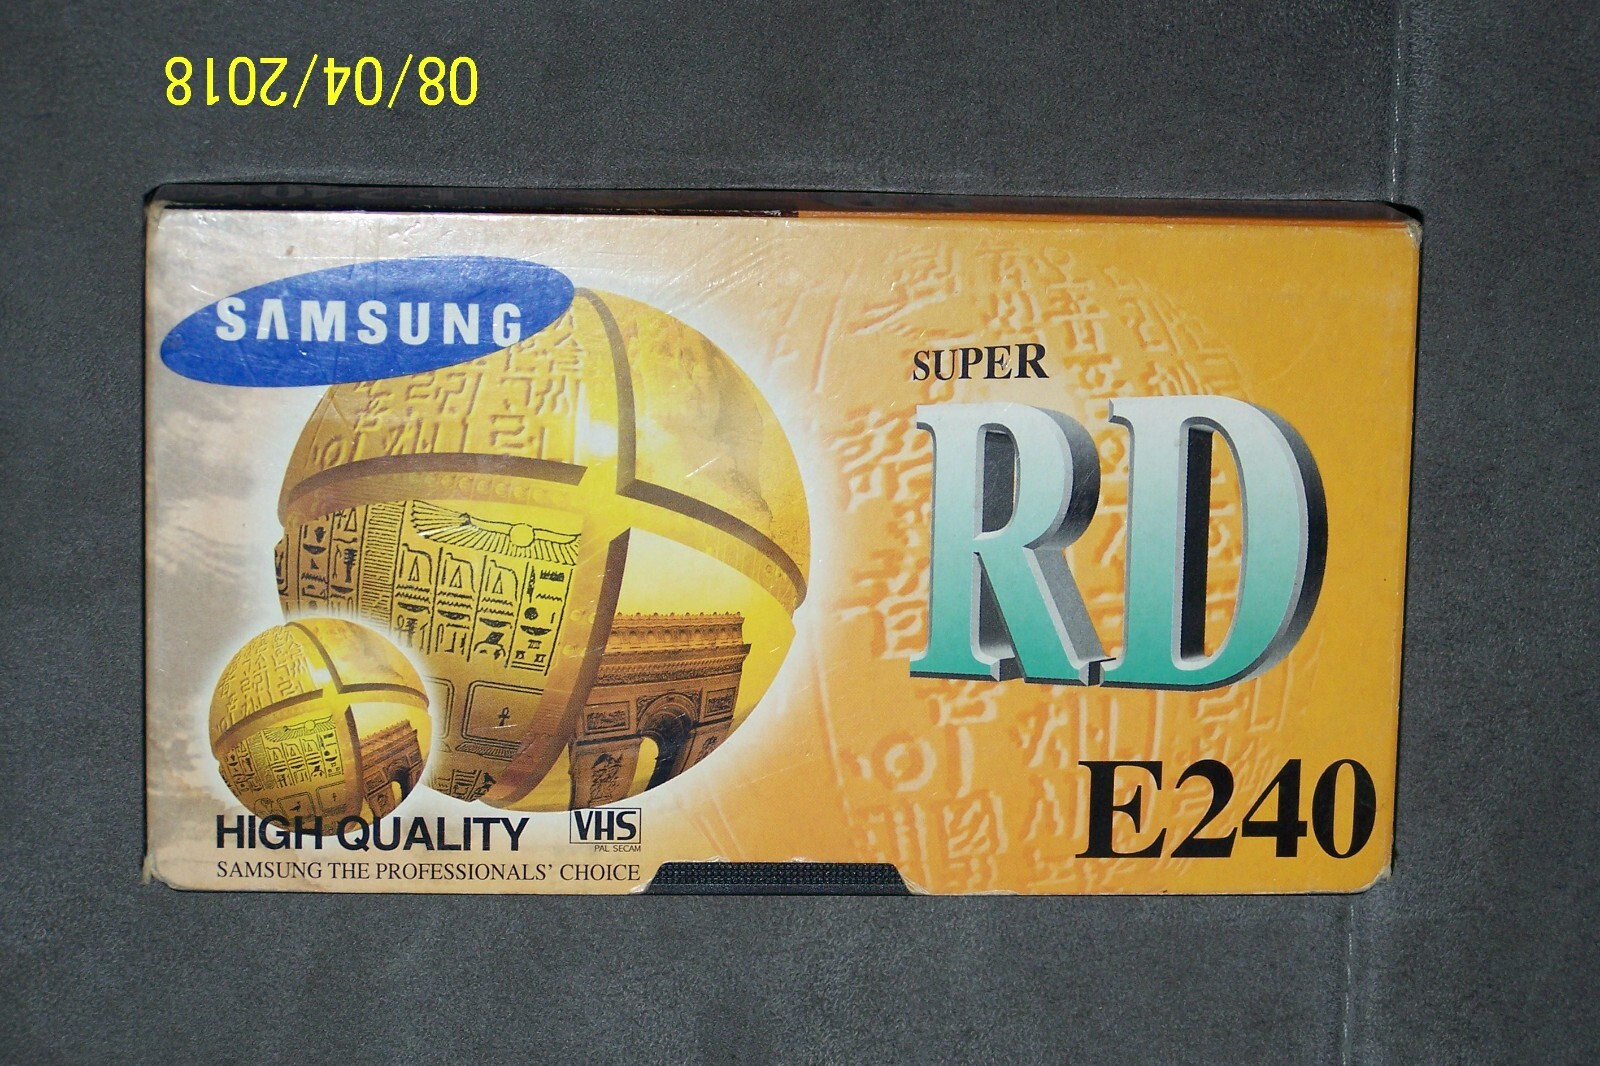 08/04/2018
SAMSUNG
SUPER
RD
E240
HIGH QUALITY
VHS
PAL SECAM
SAMSUNG THE PROFESSIONALS' CHOICE